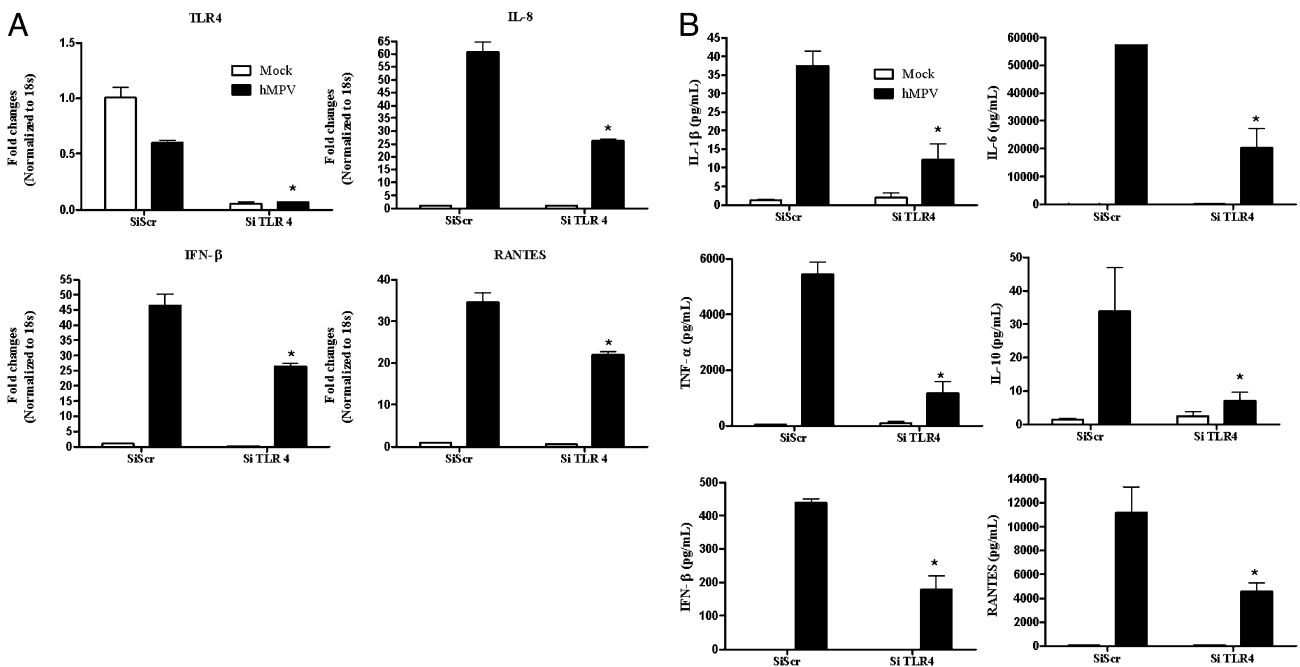 A
TLR4
Fold changes
(Normalized to 18s)
1.5
1.0
0.5
0.0
Mock
hMPV
*
SiScr
Si TLR 4
IL-8
Fold changes
(Normalized to 18s)
65
60
55
50
45
40
35
30
25
20
15
10
5
0
*
SiScr
Si TLR 4
IFN-β
Fold changes
(Normalized to 18s)
55
50
45
40
35
30
25
20
15
10
5
0
*
SiScr
Si TLR 4
RANTES
Fold changes
(Normalized to 18s)
40
30
20
10
0
*
SiScr
Si TLR 4
B
IL-1β (pg/mL)
45
40
35
30
25
20
15
10
5
0
Mock
hMPV
*
SiScr
Si TLR4
IL-6 (pg/mL)
60000
50000
40000
30000
20000
10000
0
*
SiScr
Si TLR4
TNF-α (pg/mL)
6000
4000
2000
0
*
SiScr
Si TLR4
IL-10 (pg/mL)
50
40
30
20
10
0
*
SiScr
Si TLR4
IFN-β (pg/mL)
500
400
300
200
100
0
*
SiScr
Si TLR4
RANTES (pg/mL)
14000
12000
10000
8000
6000
4000
2000
0
*
SiScr
Si TLR4